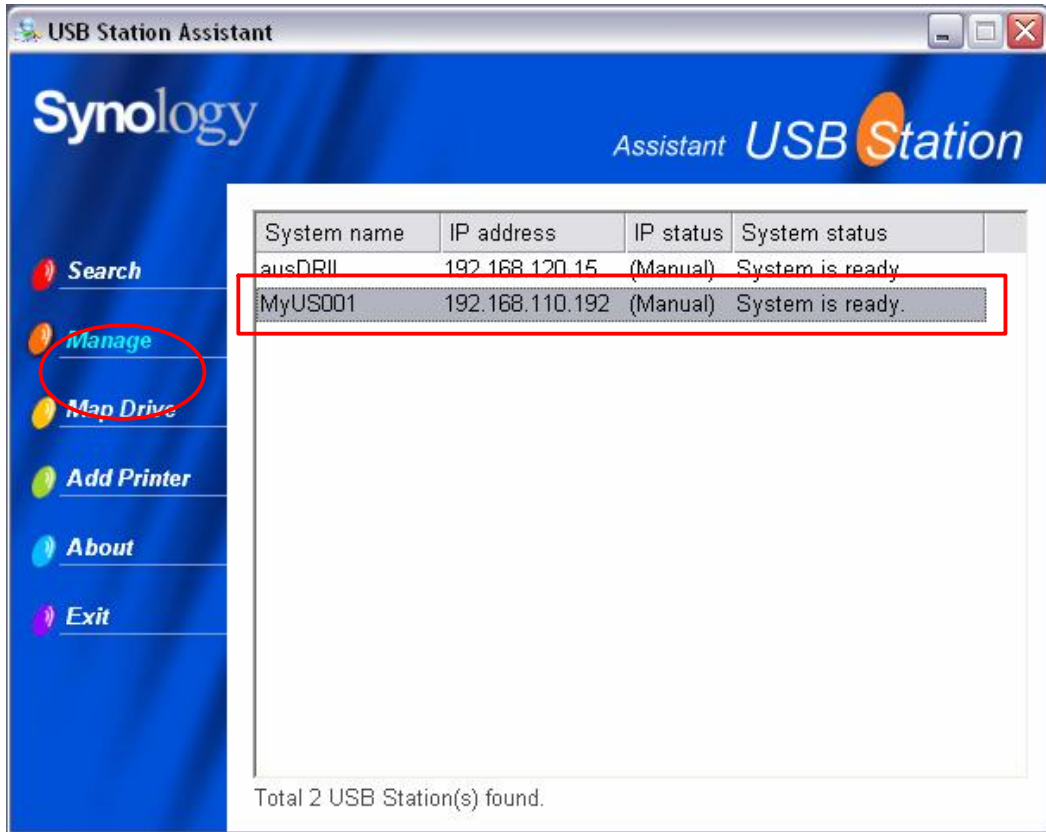 USB Station Assistant
Synology
Assistant USB Station
System name IP address IP status System status
192.168.120.15 (Manual) System is ready.
MyUS001 192.168.110.192 (Manual) System is ready.
Search
Manage
Map Drive
Add Printer
About
Exit
Total 2 USB Station(s) found.